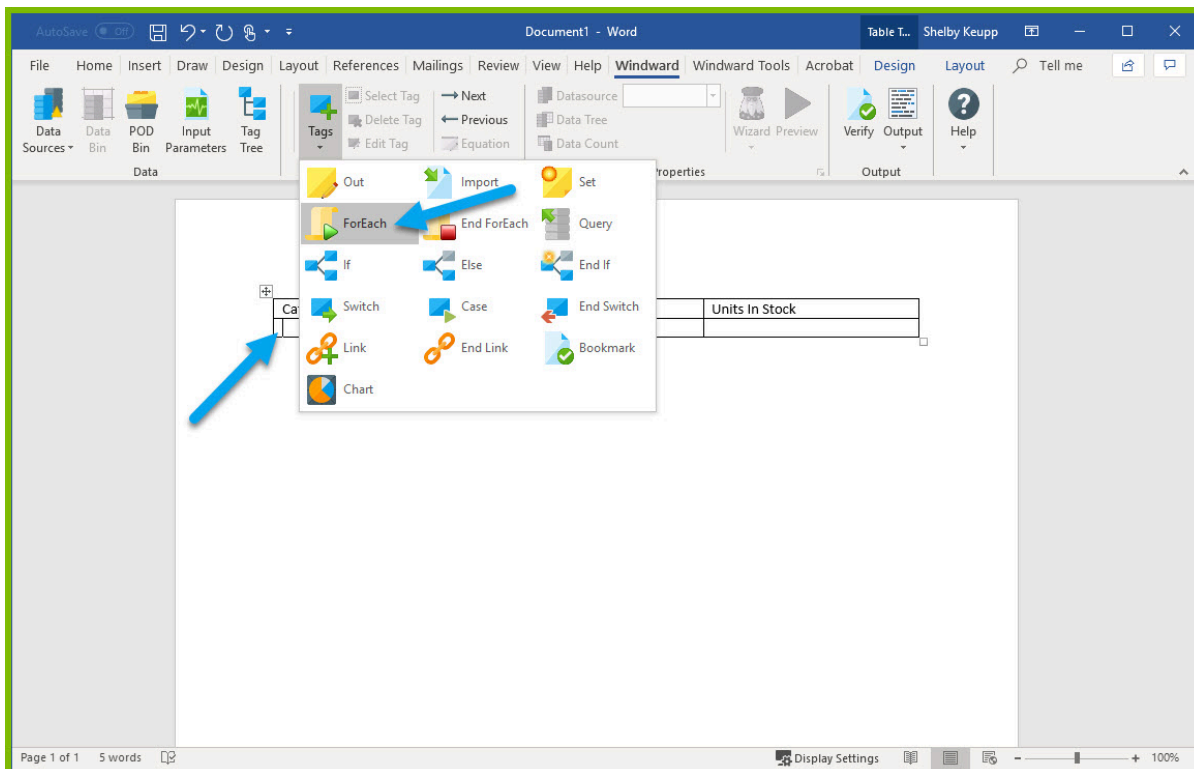 AutoSave Off Document1 - Word Table T... Shelby Keupp
File Home Insert Draw Design Layout References Mailings Review View Help Windward Windward Tools Acrobat Design Layout Tell me
Data Sources
Data Bin
POD Bin
Input Parameters
Tag Tree
Data
Tags
Select Tag
Delete Tag
Edit Tag
Next
Previous
Equation
Datasource
Data Tree
Data Count
Wizard Preview
Verify Output
Output
Help
Out Import Set
ForEach End ForEach Query
If Else End If
Switch Case End Switch
Link End Link Bookmark
Chart
Units In Stock
Page 1 of 1 5 words Display Settings 100%